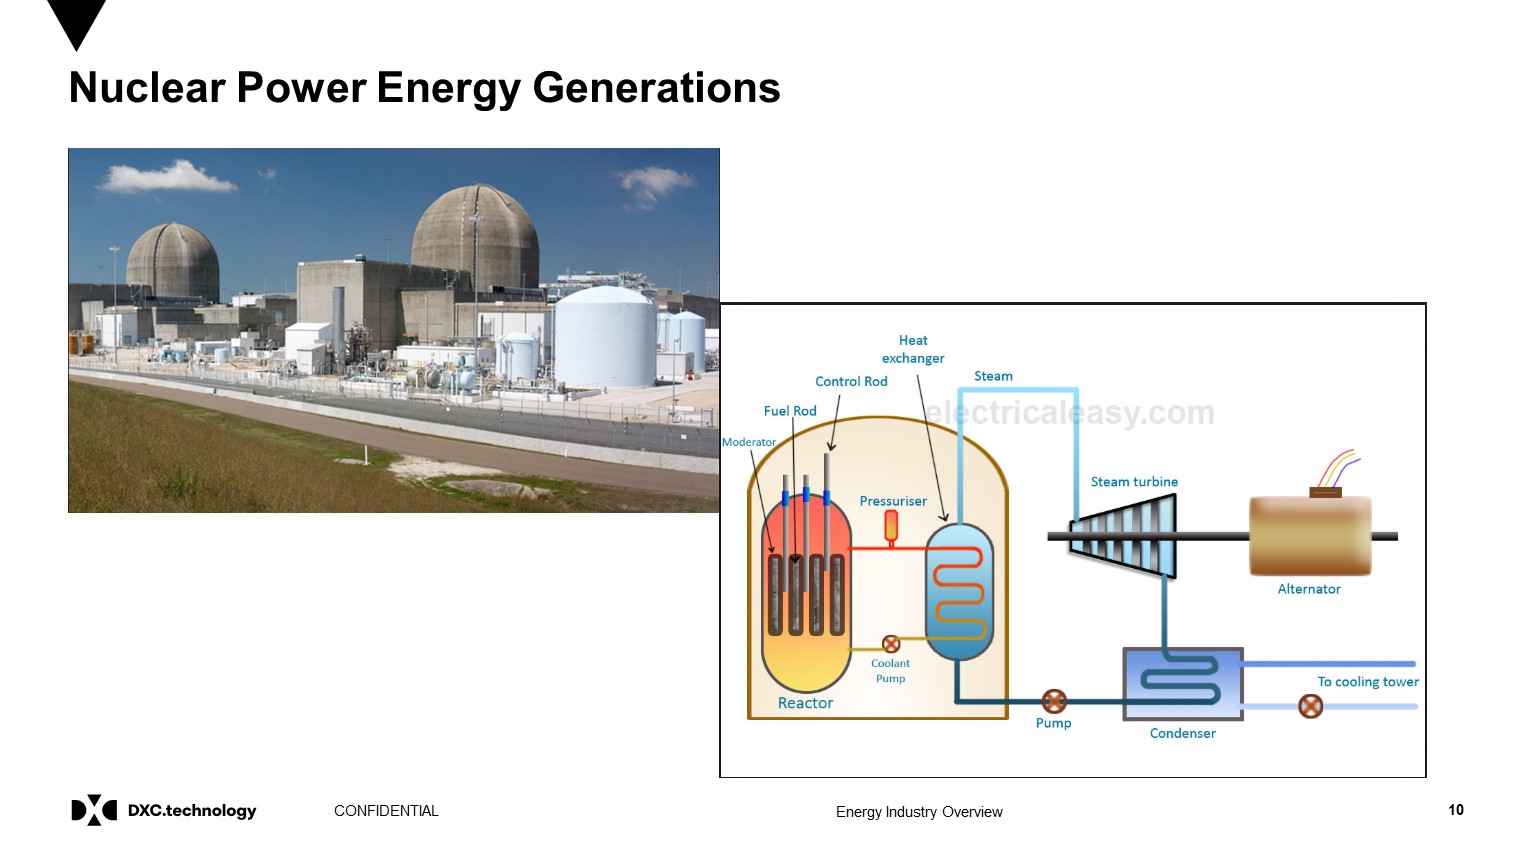 Nuclear Power Energy Generations
Heat
exchanger
Steam
Control Rod
electricaleasy.com
Fuel Rod
Moderator
Steam turbine
Pressuriser
Alternator
Coolant
Pump
To cooling tower
Reactor
Pump
Condenser
DXC.technology
CONFIDENTIAL
Energy Industry Overview
10